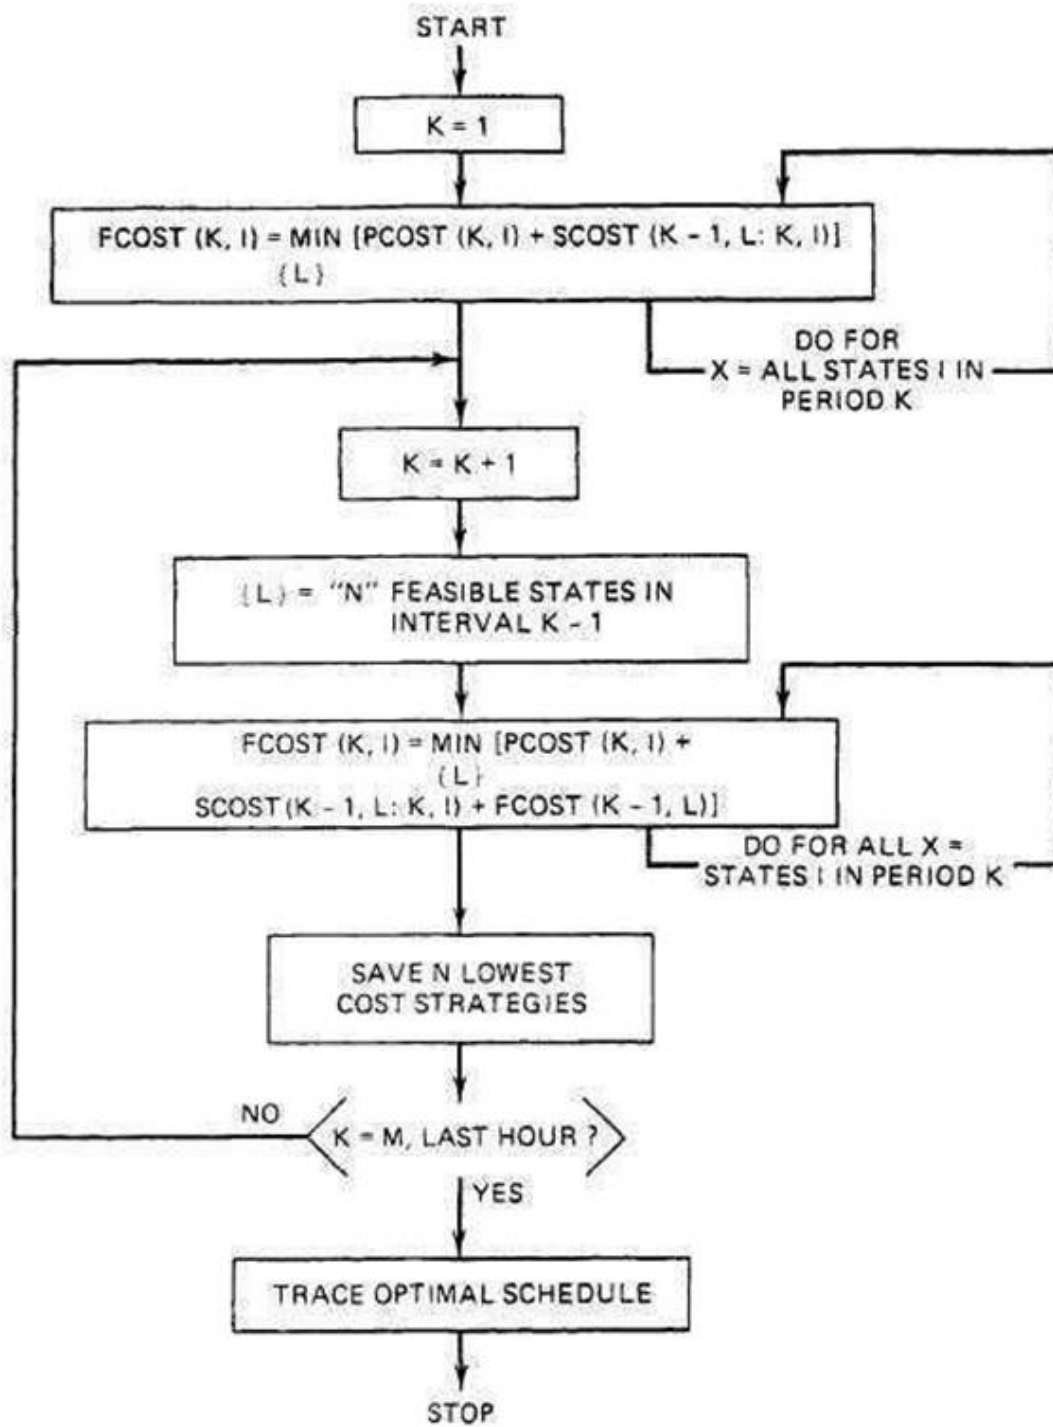 START
K = 1
FCOST (K, I) = MIN [PCOST (K, I) + SCOST (K - 1, L: K, I)]
{L}
DO FOR
X = ALL STATES I IN
PERIOD K
K = K + 1
{L} = "N" FEASIBLE STATES IN
INTERVAL K - 1
FCOST (K, I) = MIN [PCOST (K, I) +
{L}
SCOST(K - 1, L: K, I) + FCOST (K - 1, L)]
DO FOR ALL X =
STATES I IN PERIOD K
SAVE N LOWEST
COST STRATEGIES
NO
K = M, LAST HOUR ?
YES
TRACE OPTIMAL SCHEDULE
STOP